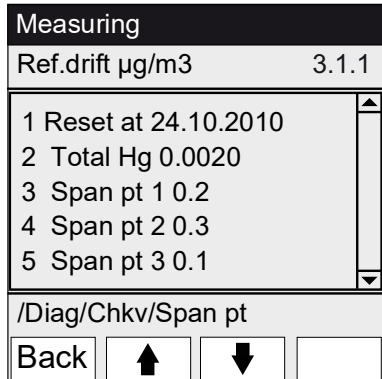 Measuring
Ref.drift µg/m3 3.1.1
1 Reset at 24.10.2010
2 Total Hg 0.0020
3 Span pt 1 0.2
4 Span pt 2 0.3
5 Span pt 3 0.1
/Diag/Chkv/Span pt
Back